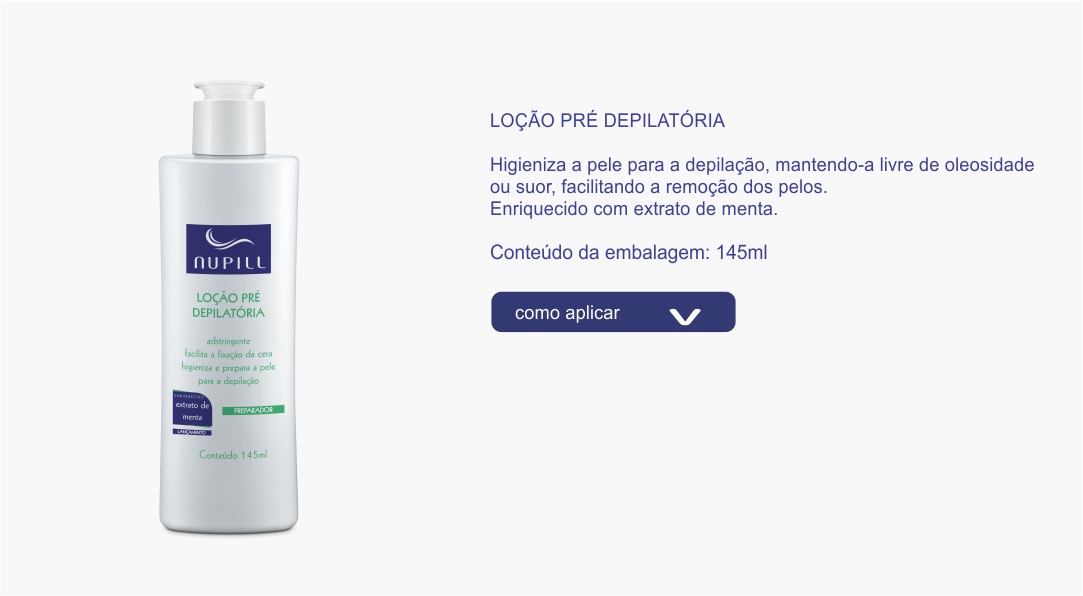 NUPILL
LOÇÃO PRÉ
DEPILATÓRIA
adstringente
facilita a fixação da cera
higieniza e prepara a pele
para a depilação
ENRIQUECIDO
extrato de
menta
LANÇAMENTO
PREPARADOR
Conteúdo 145ml
LOÇÃO PRÉ DEPILATÓRIA
Higieniza a pele para a depilação, mantendo-a livre de oleosidade
ou suor, facilitando a remoção dos pelos.
Enriquecido com extrato de menta.
Conteúdo da embalagem: 145ml
como aplicar